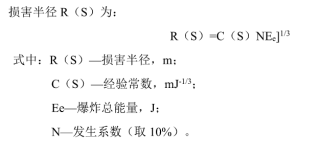 损害半径 R（S）为：
R（S）=C（S）NEe]1/3
式中：R（S）—损害半径，m；
C（S）—经验常数，mJ-1/3；
Ee—爆炸总能量，J；
N—发生系数（取 10%）。